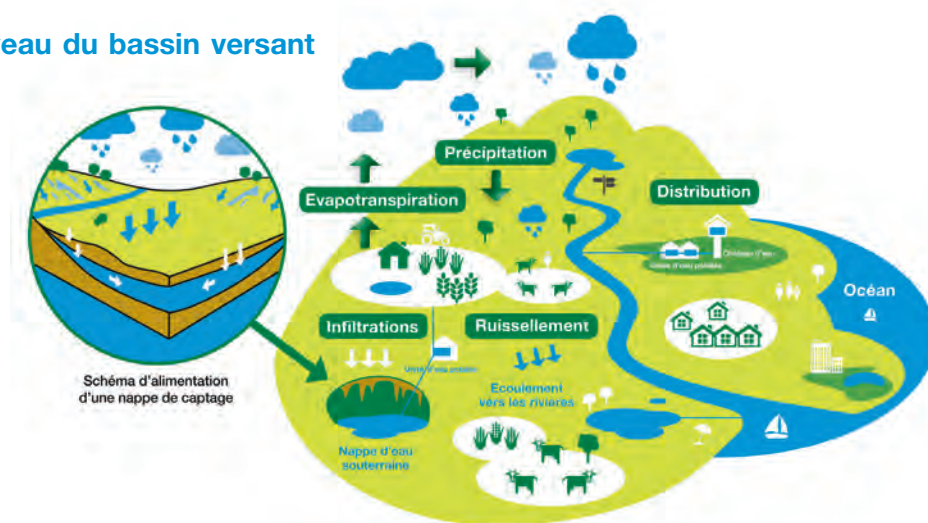 eau du bassin versant
Précipitation
Evapotranspiration
Distribution
Château d'eau
Usine d'eau potable
Océan
Infiltrations
Ruissellement
Usine d'eau potable
Ecoulement
vers les rivières
Schéma d'alimentation
d'une nappe de captage
Nappe d'eau
souterraine